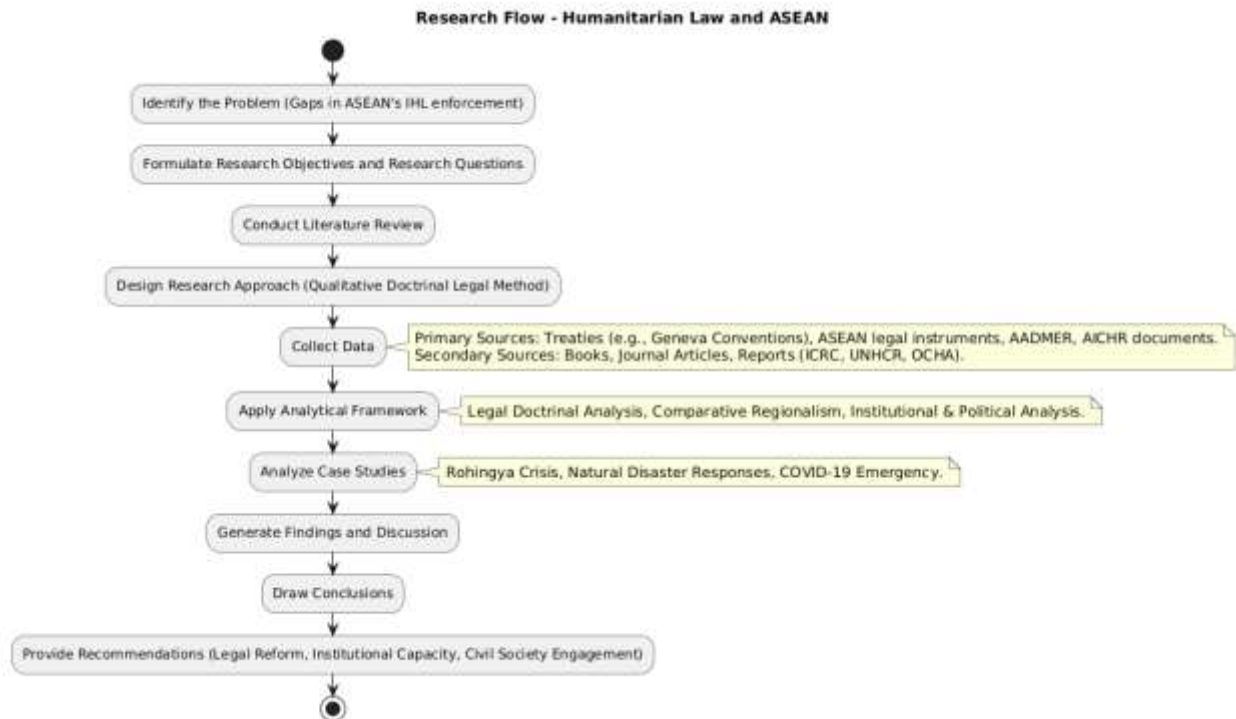 Research Flow - Humanitarian Law and ASEAN
Identify the Problem (Gaps in ASEAN's IHL enforcement)
Formulate Research Objectives and Research Questions
Conduct Literature Review
Design Research Approach (Qualitative Doctrinal Legal Method)
Collect Data
Primary Sources: Treaties (e.g., Geneva Conventions), ASEAN legal instruments, AADMER, AICHR documents.
Secondary Sources: Books, Journal Articles, Reports (ICRC, UNHCR, OCHA).
Apply Analytical Framework
Legal Doctrinal Analysis, Comparative Regionalism, Institutional & Political Analysis.
Analyze Case Studies
Rohingya Crisis, Natural Disaster Responses, COVID-19 Emergency.
Generate Findings and Discussion
Draw Conclusions
Provide Recommendations (Legal Reform, Institutional Capacity, Civil Society Engagement)